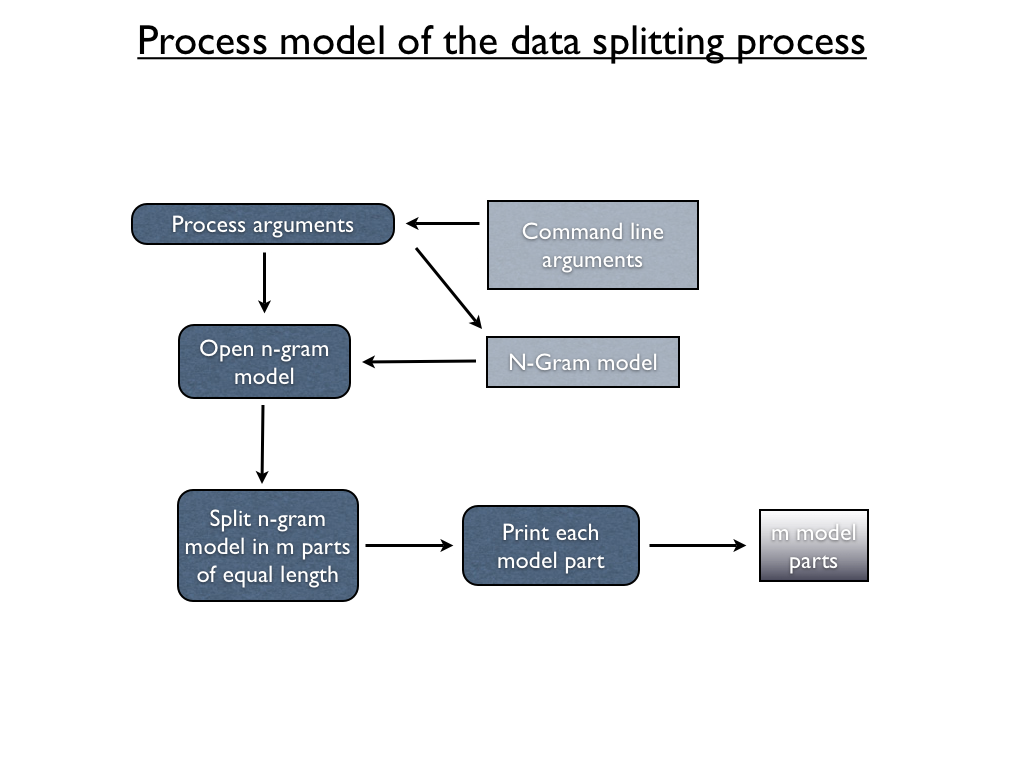 Process model of the data splitting process
Process arguments
Command line
arguments
Open n-gram
model
N-Gram model
Split n-gram
model in m parts
of equal length
Print each
model part
m model
parts